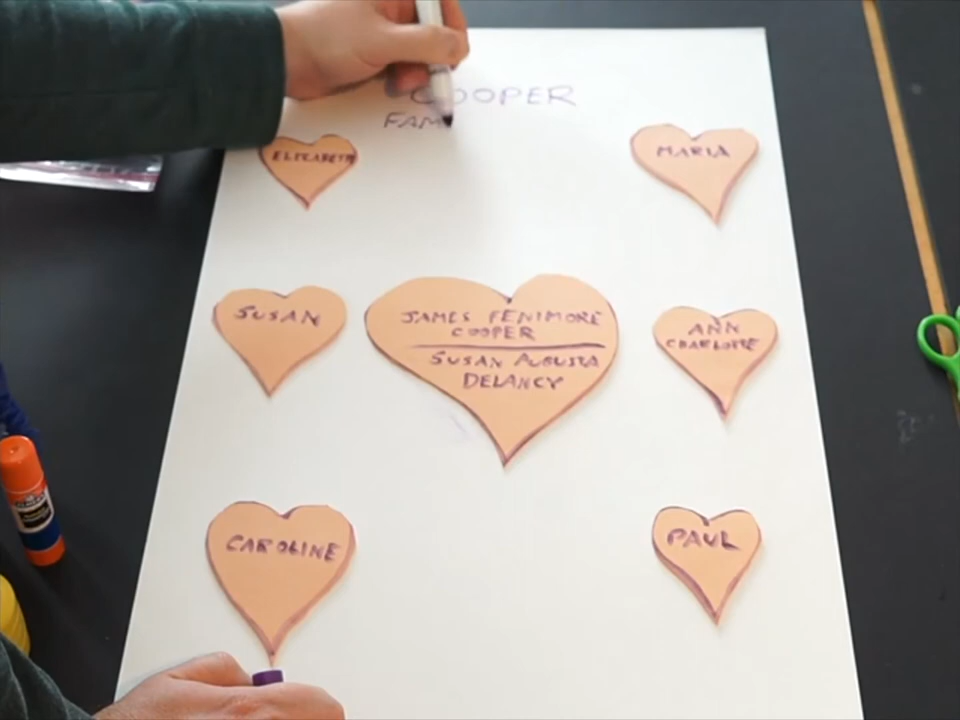 COOPER
FAM
ELIZABETH
MARIA
SUSAN
JAMES FENIMORE
COOPER
SUSAN AUGUSTA
DELANCY
ANN
CHARLOTTE
CAROLINE
PAUL